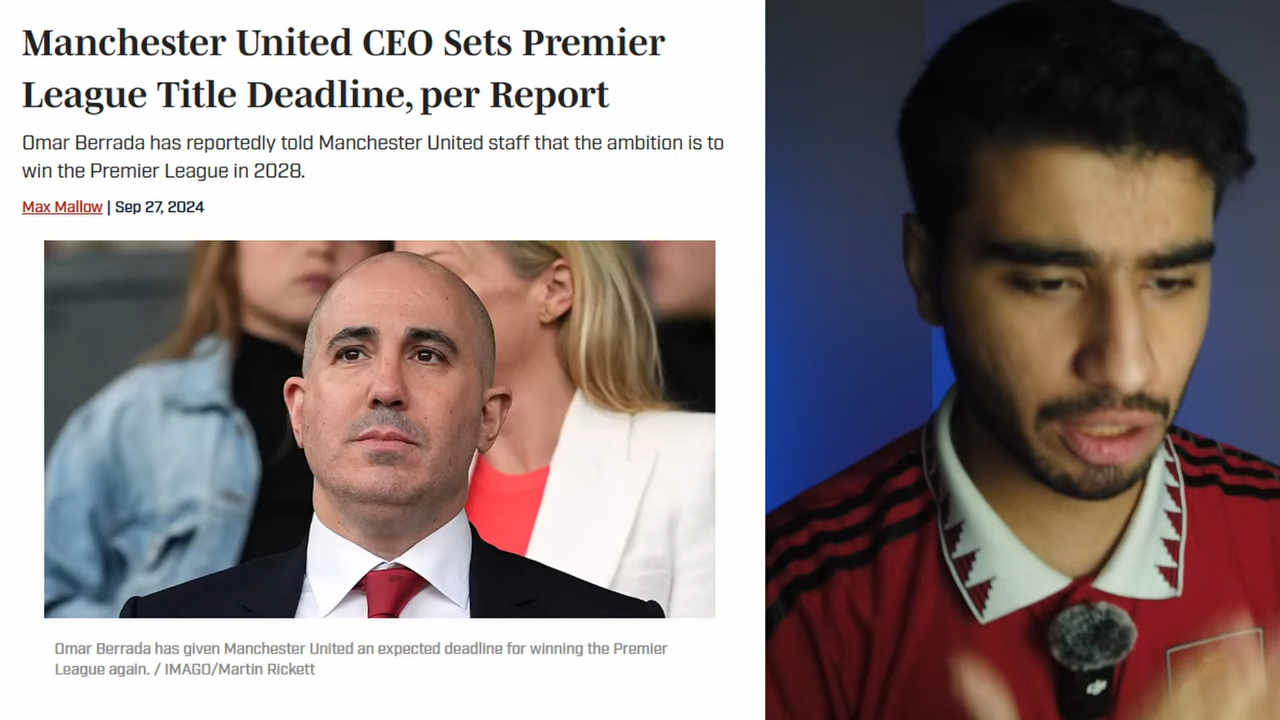 Manchester United CEO Sets Premier
League Title Deadline, per Report
Omar Berrada has reportedly told Manchester United staff that the ambition is to
win the Premier League in 2028.
Max Mallow | Sep 27, 2024
Omar Berrada has given Manchester United an expected deadline for winning the Premier
League again. / IMAGO/Martin Rickett